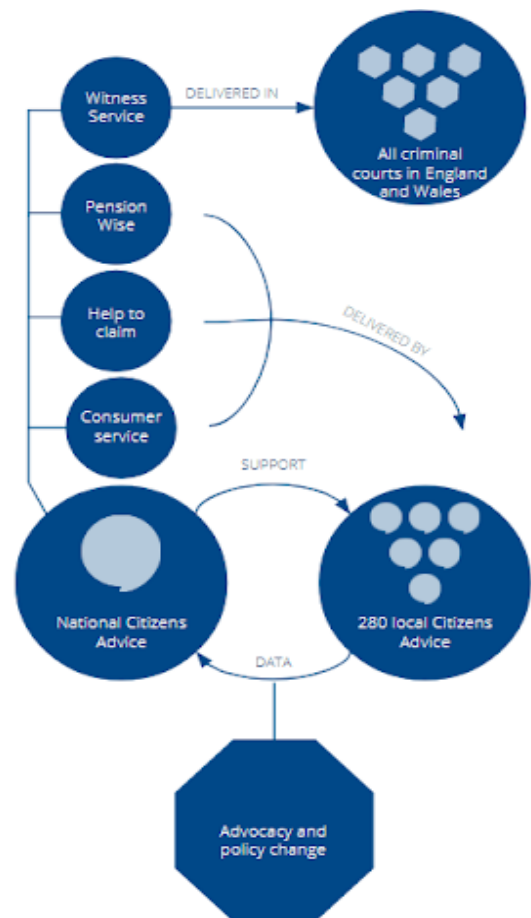 Witness
Service
DELIVERED IN
All criminal
courts in England
and Wales
Pension
Wise
Help to
claim
DELIVERED BY
Consumer
service
SUPPORT
National Citizens
Advice
280 local Citizens
Advice
DATA
Advocacy and
policy change